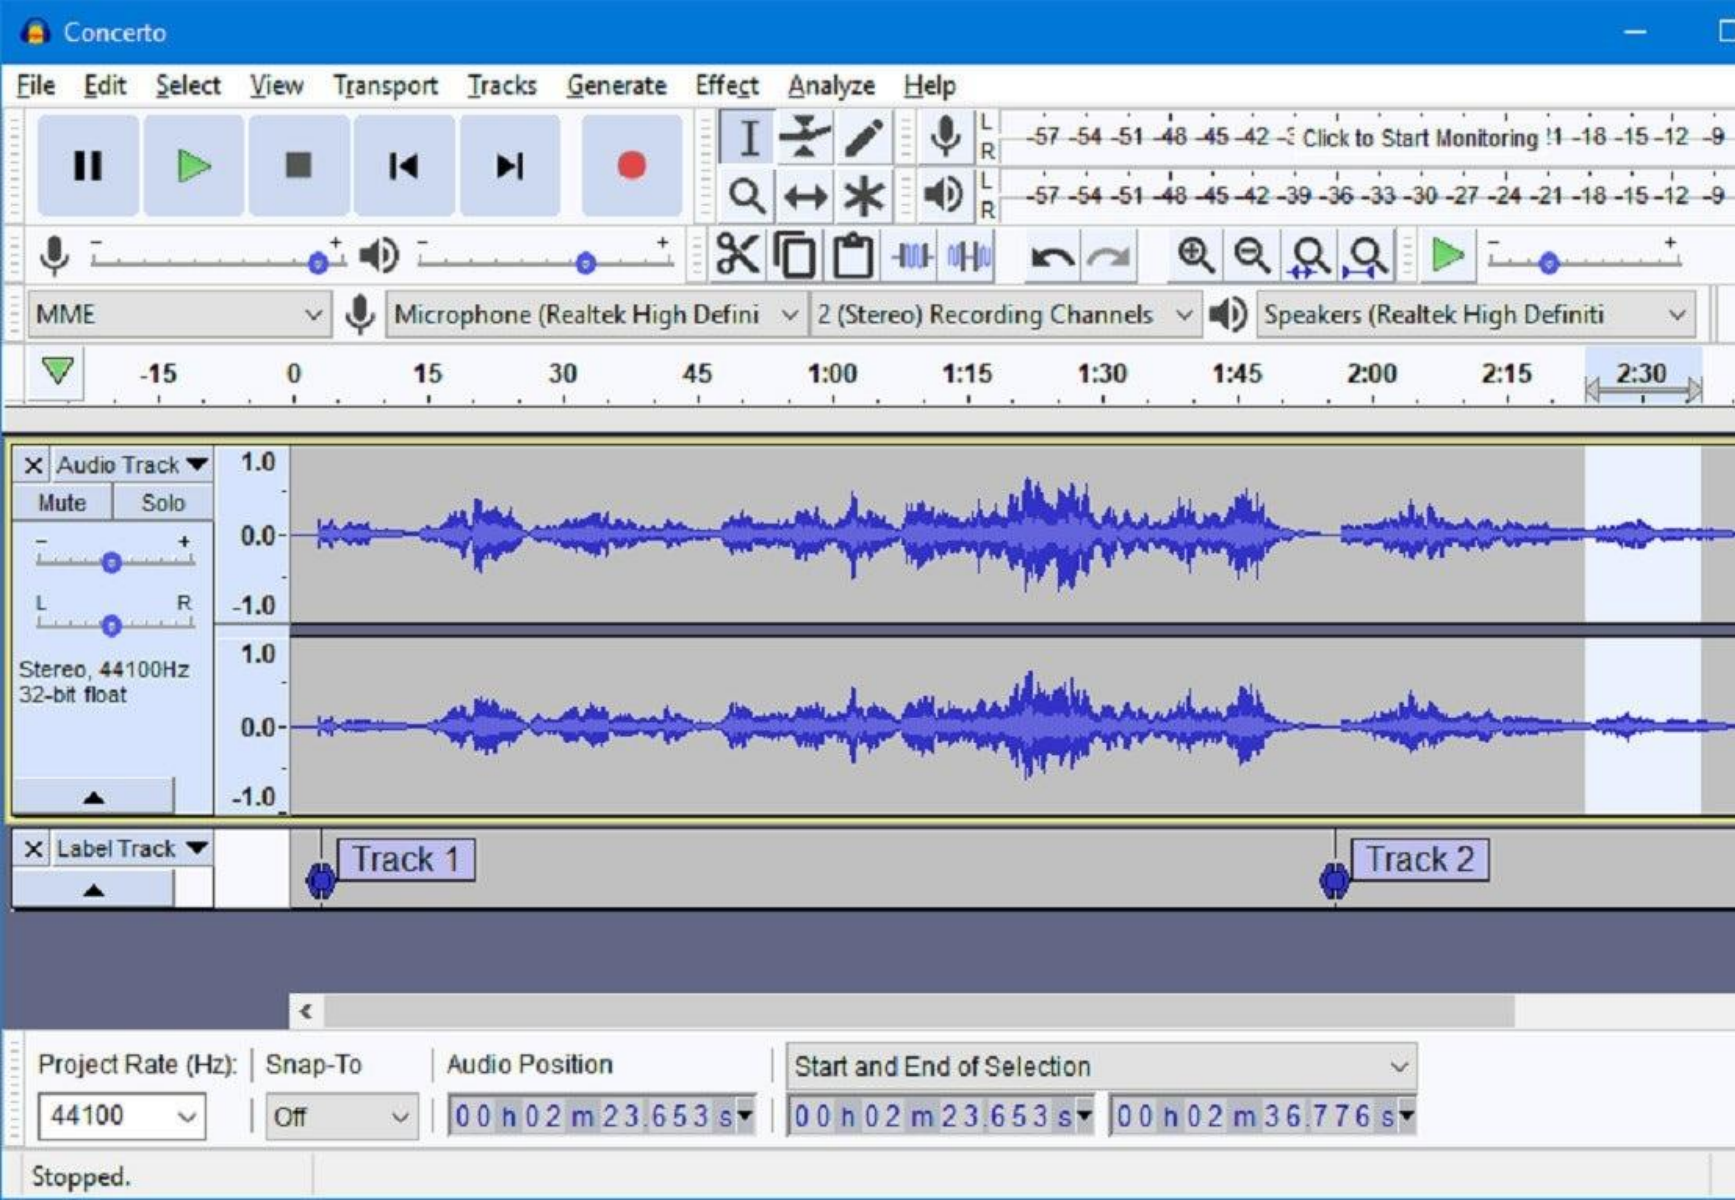 Concerto
File Edit Select View Transport Tracks Generate Effect Analyze Help
L -57 -54 -51 -48 -45 -42 Click to Start Monitoring -18 -15 -12 -9
R
L -57 -54 -51 -48 -45 -42 -39 -36 -33 -30 -27 -24 -21 -18 -15 -12 -9
R
- + - + - +
MME Microphone (Realtek High Defini 2 (Stereo) Recording Channels Speakers (Realtek High Definiti
-15 0 15 30 45 1:00 1:15 1:30 1:45 2:00 2:15 2:30
X Audio Track 1.0
Mute Solo
0.0
- +
L R -1.0
Stereo, 44100Hz 1.0
32-bit float
0.0
-1.0
X Label Track Track 1 Track 2
Project Rate (Hz): Snap-To Audio Position Start and End of Selection
44100 Off 00 h 02 m 23.653 s 00 h 02 m 23.653 s 00 h 02 m 36.776 s
Stopped.